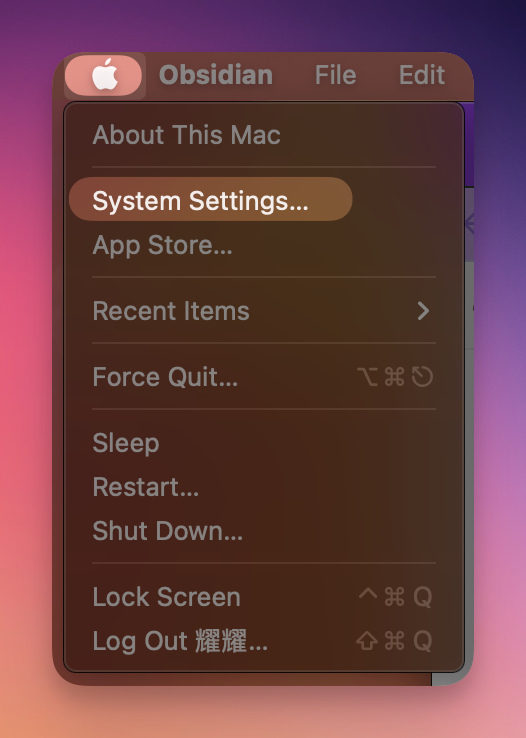 Obsidian File Edit
About This Mac
System Settings...
App Store...
Recent Items
Force Quit... ⌥⌘⎋
Sleep
Restart...
Shut Down...
Lock Screen ^⌘Q
Log Out 耀耀... ⇧⌘Q